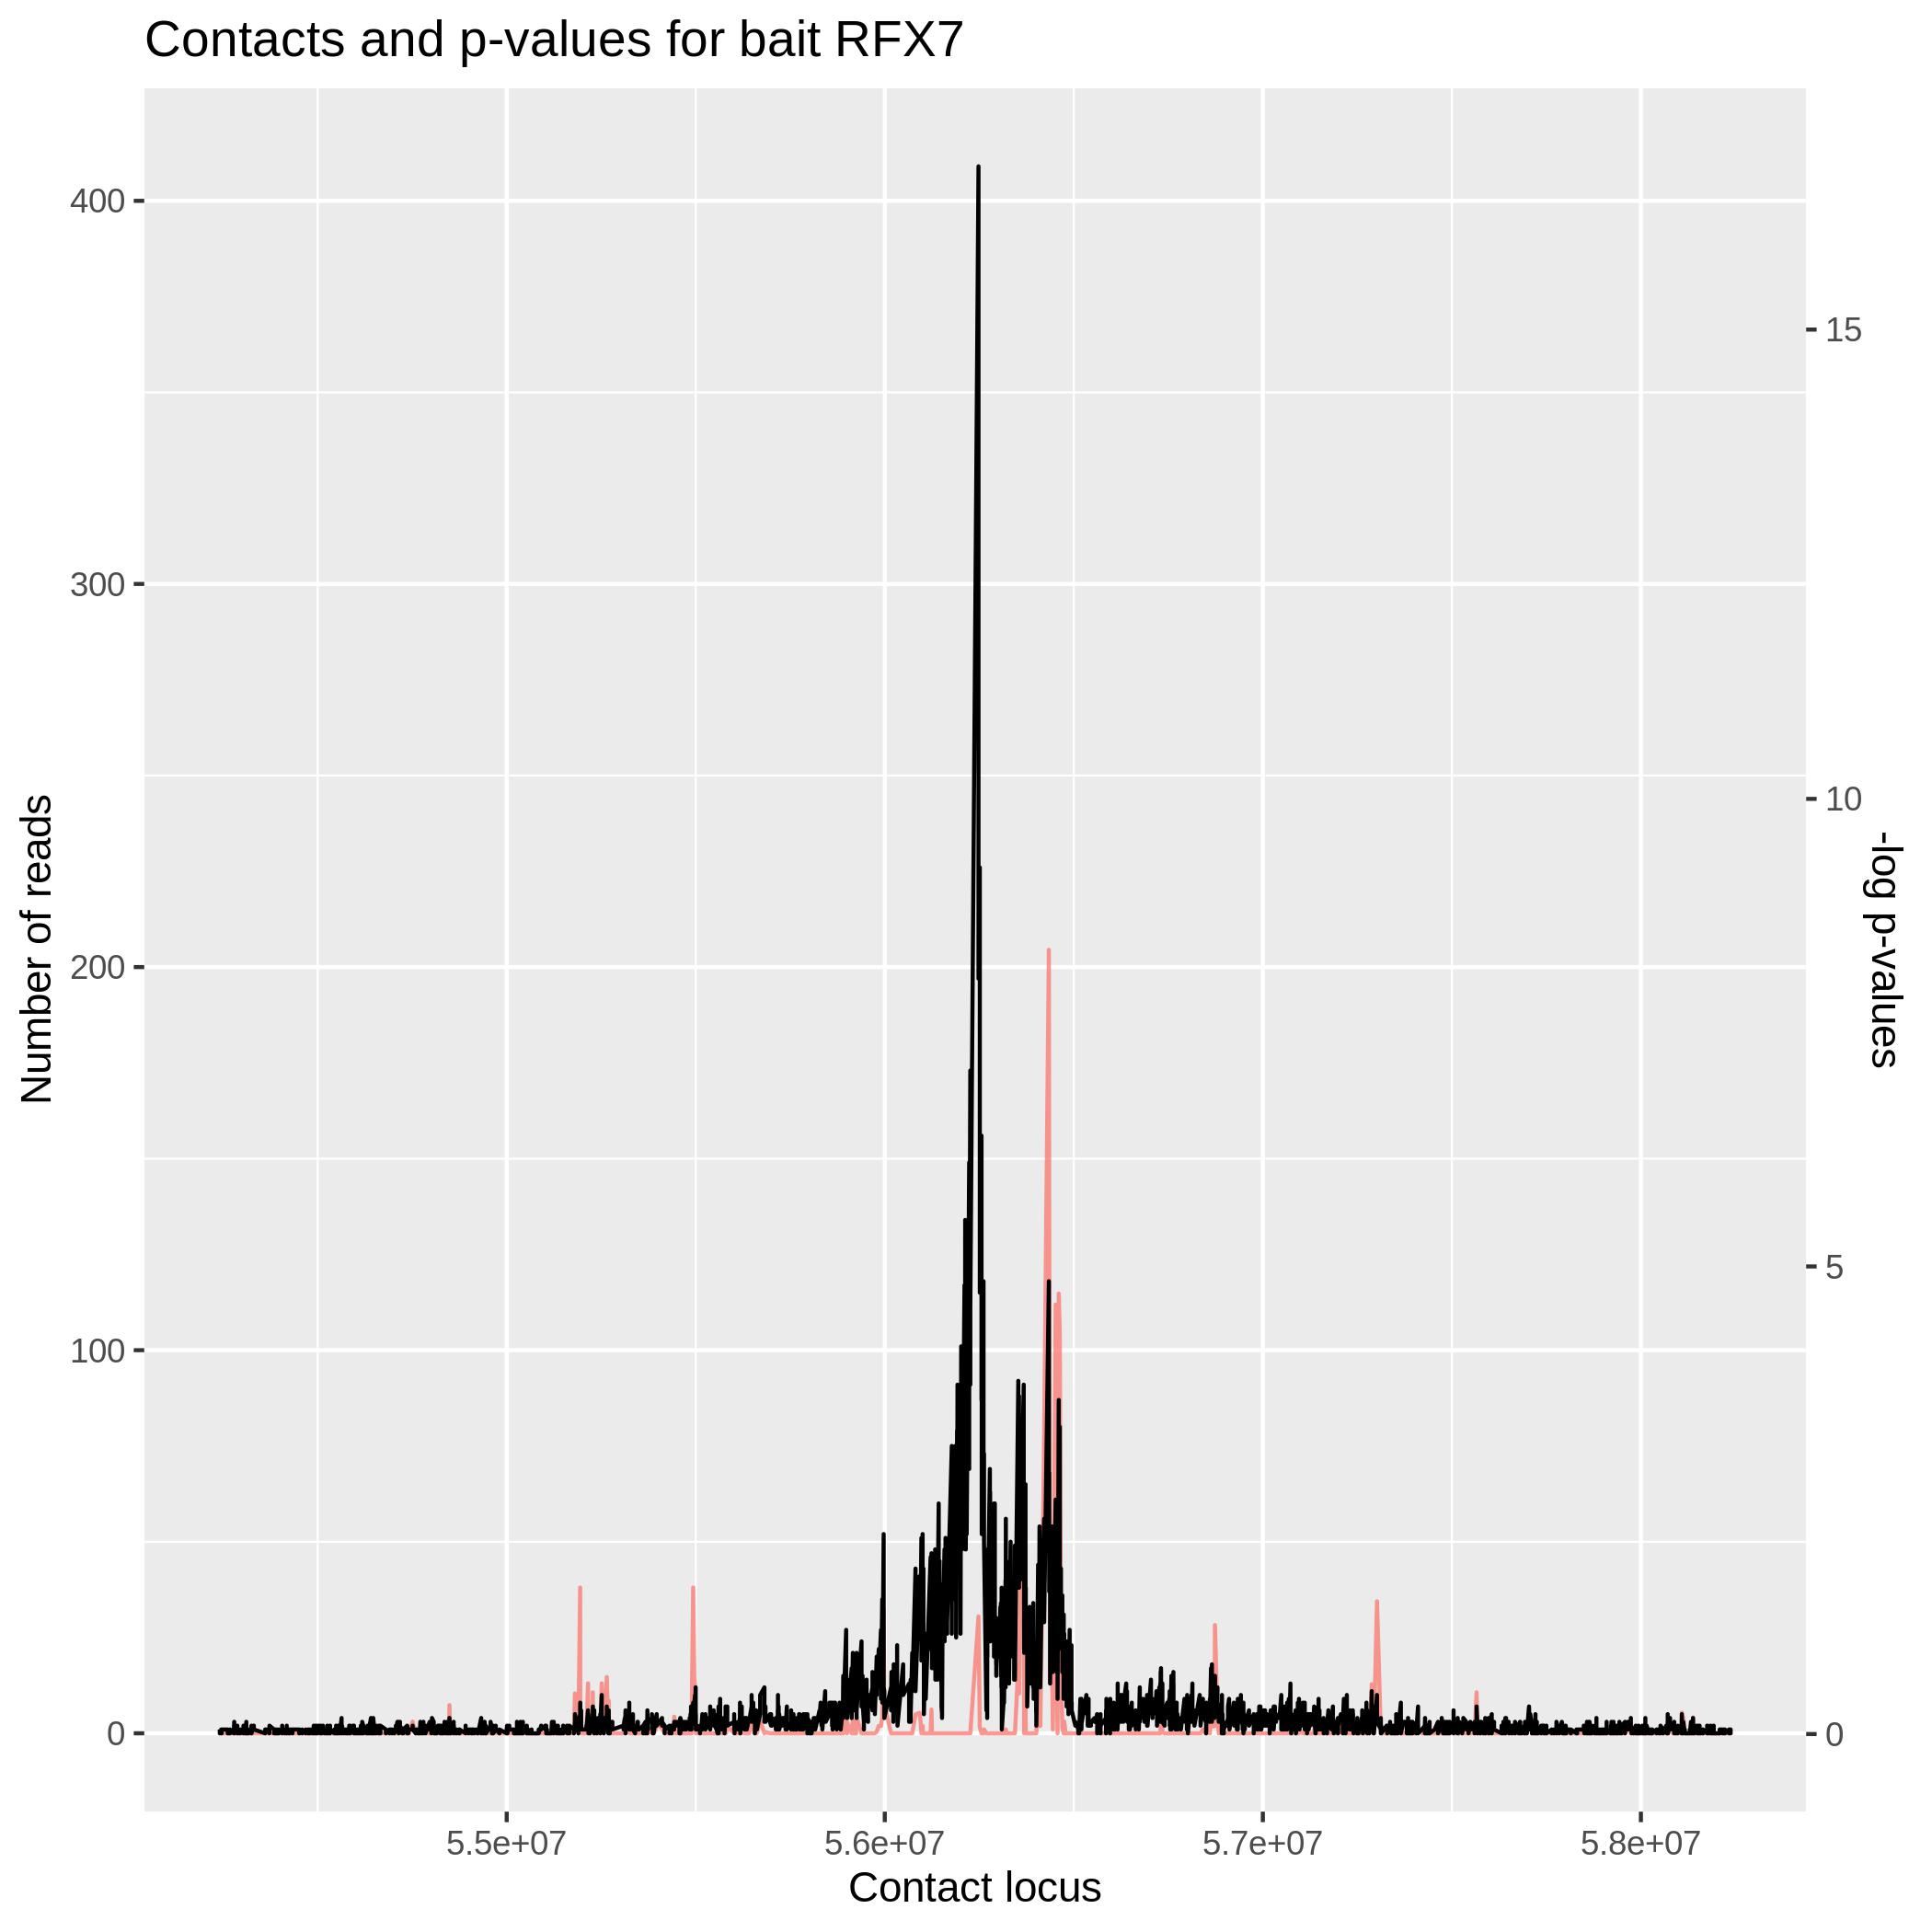 Contacts and p-values for bait RFX7
400
300
200
100
0
Number of reads
15
10
5
0
-log p-values
5.5e+07
5.6e+07
5.7e+07
5.8e+07
Contact locus